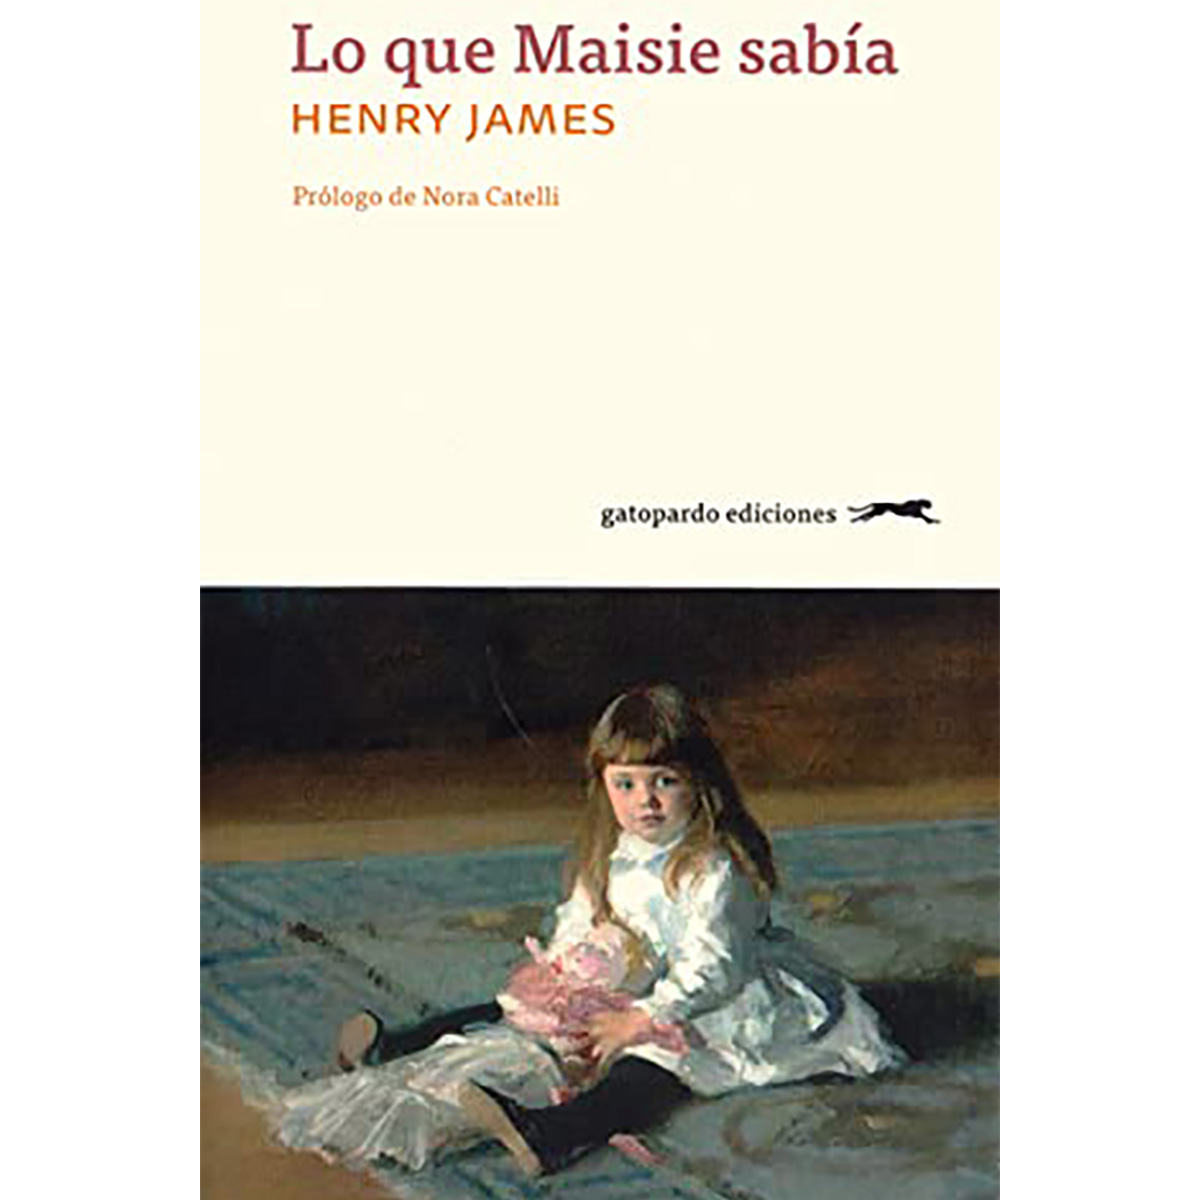 Lo que Maisie sabía
HENRY JAMES
Prólogo de Nora Catelli
gatopardo ediciones